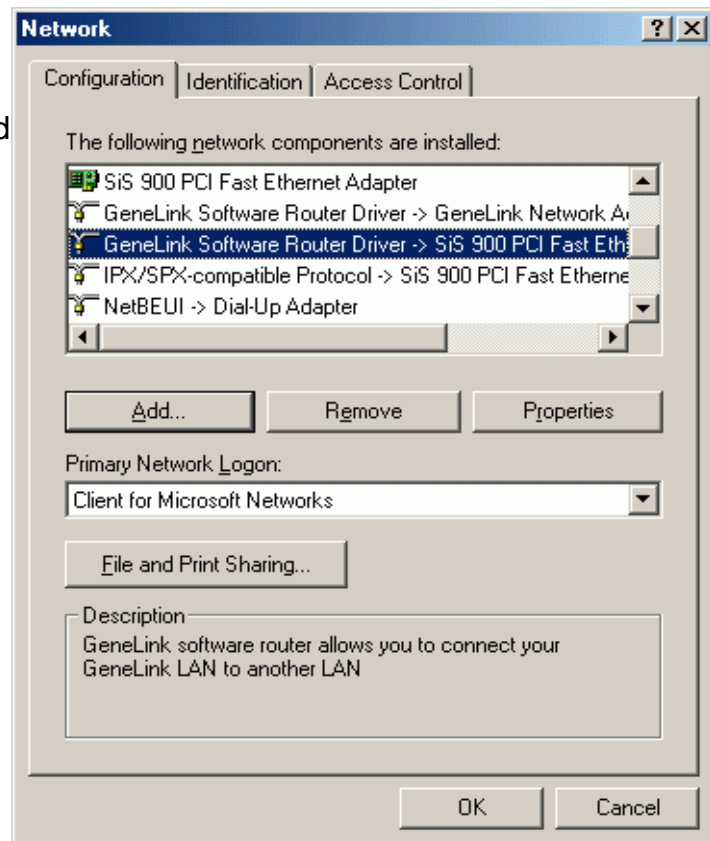 Network
Configuration Identification Access Control
d
The following network components are installed:
SiS 900 PCI Fast Ethernet Adapter
GeneLink Software Router Driver -> GeneLink Network A
GeneLink Software Router Driver -> SiS 900 PCI Fast Eth
IPX/SPX-compatible Protocol -> SiS 900 PCI Fast Etherne
NetBEUI -> Dial-Up Adapter
Add... Remove Properties
Primary Network Logon:
Client for Microsoft Networks
File and Print Sharing...
Description
GeneLink software router allows you to connect your
GeneLink LAN to another LAN
OK Cancel